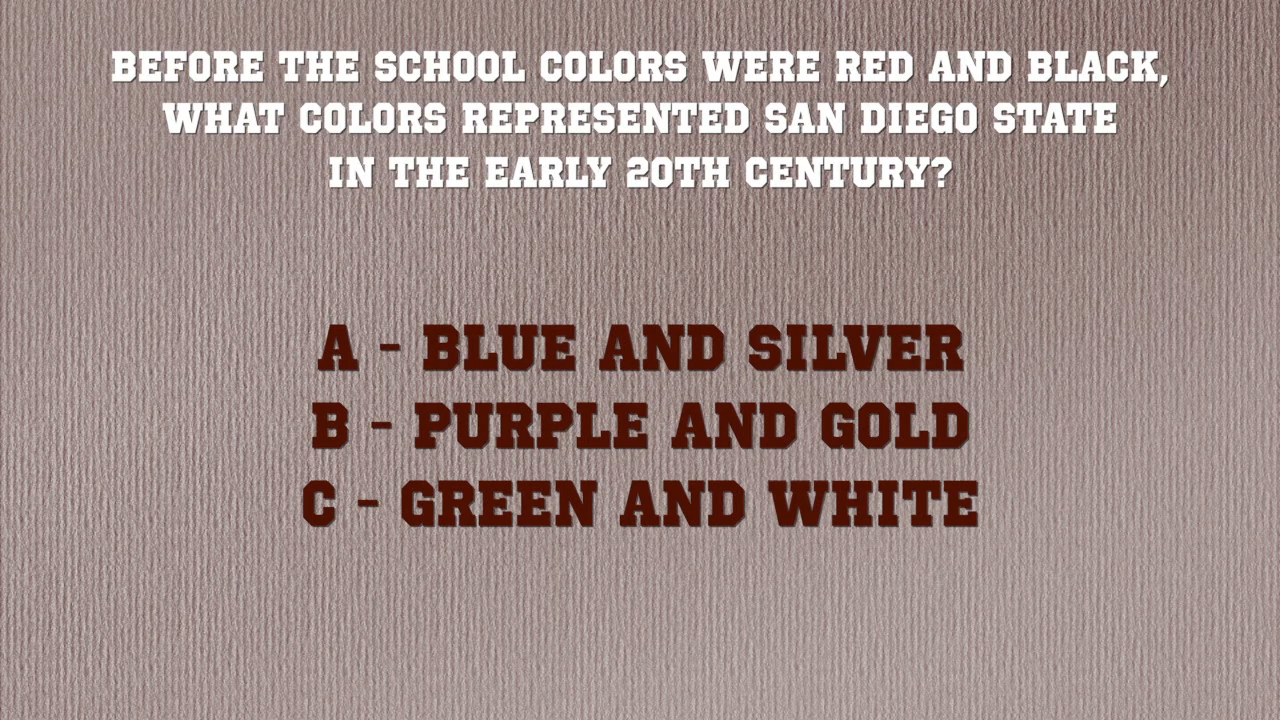 BEFORE THE SCHOOL COLORS WERE RED AND BLACK,
WHAT COLORS REPRESENTED SAN DIEGO STATE
IN THE EARLY 20TH CENTURY?
A - BLUE AND SILVER
B - PURPLE AND GOLD
C - GREEN AND WHITE